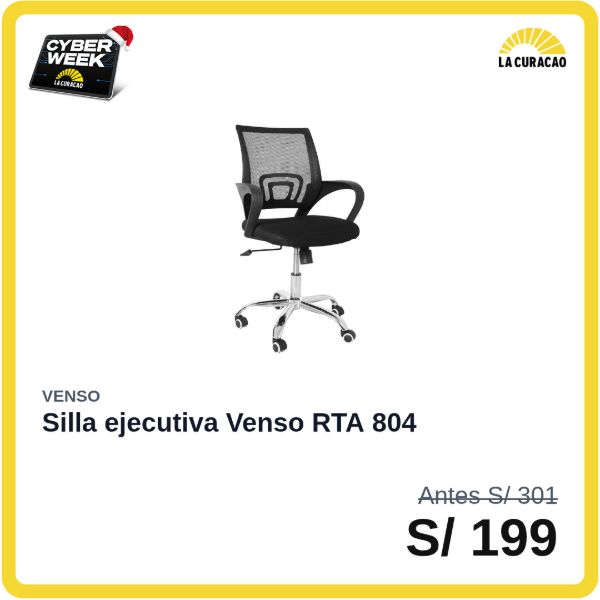 CYBER
WEEK
LA CURACAO
LA CURACAO
VENSO
Silla ejecutiva Venso RTA 804
Antes S/ 301
S/ 199